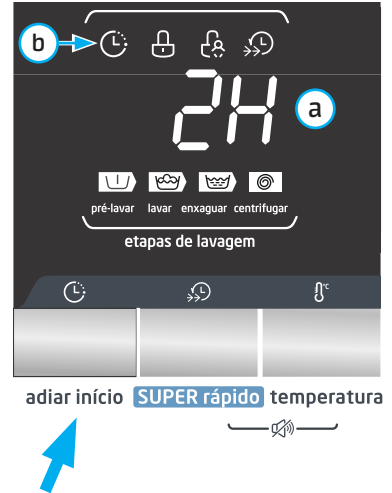 b
2H
a
pré-lavar lavar enxaguar centrifugar
etapas de lavagem
°C
adiar início SUPER rápido temperatura